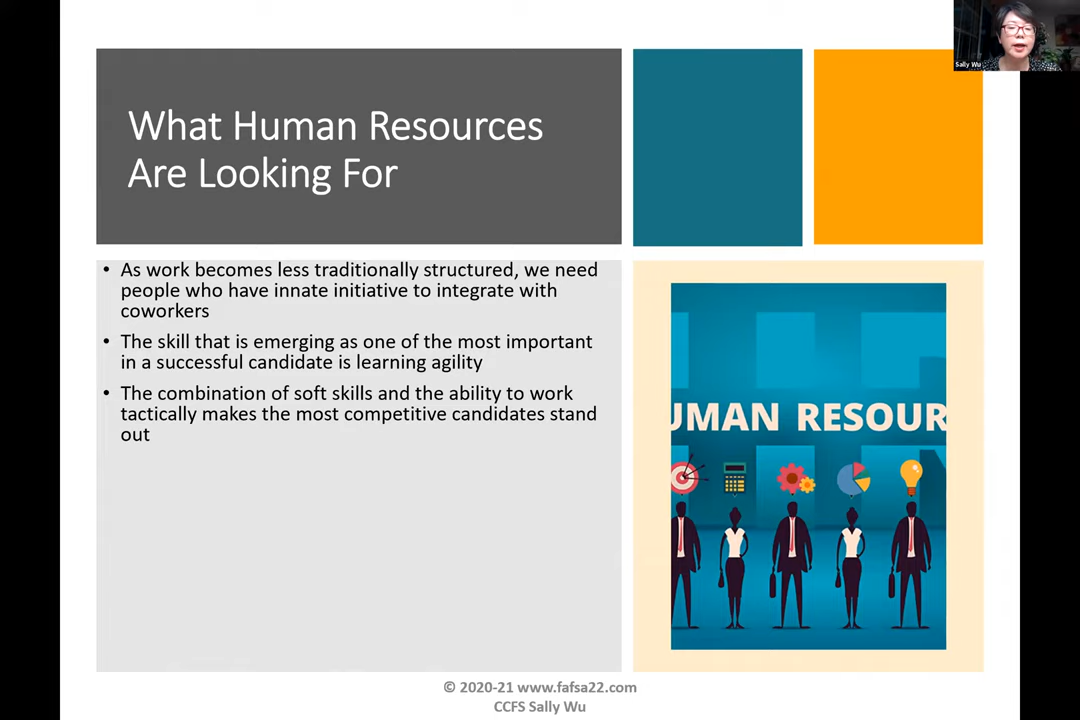 Sally Wu
What Human Resources
Are Looking For
• As work becomes less traditionally structured, we need
people who have innate initiative to integrate with
coworkers
• The skill that is emerging as one of the most important
in a successful candidate is learning agility
• The combination of soft skills and the ability to work
tactically makes the most competitive candidates stand
out
UMAN RESOUR
© 2020-21 www.fafsa22.com
CCFS Sally Wu